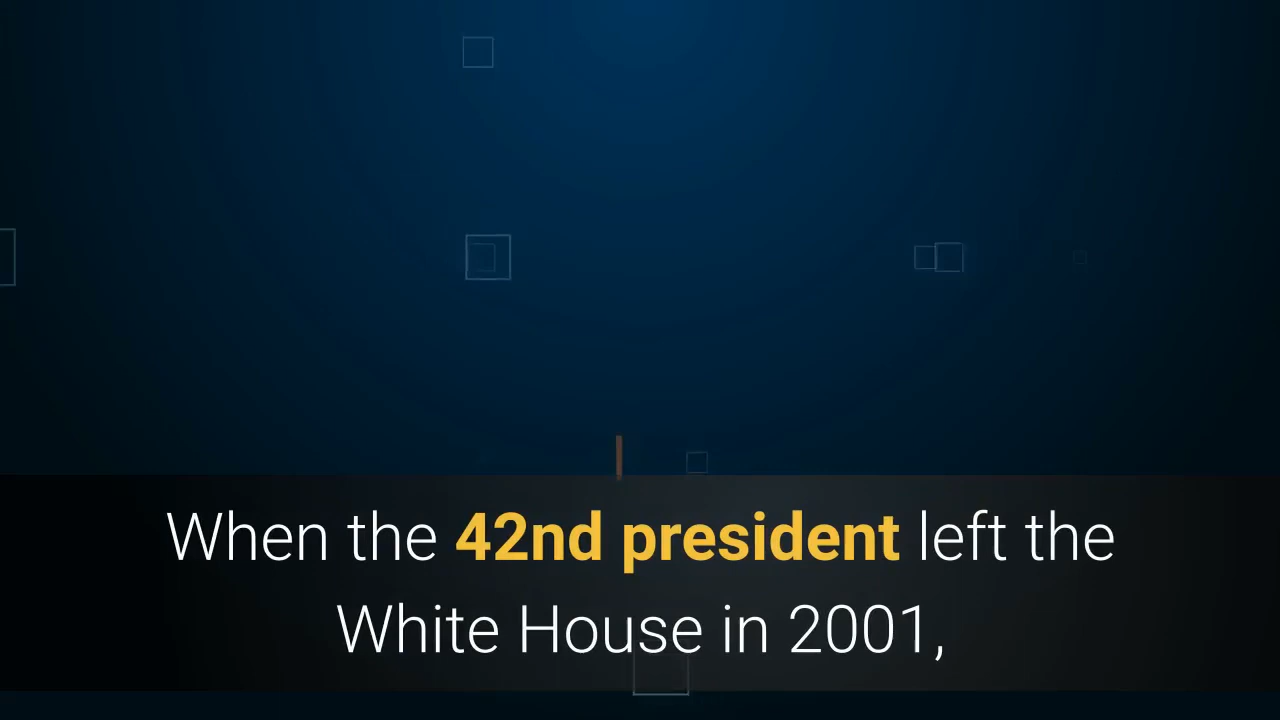 When the 42nd president left the
White House in 2001,